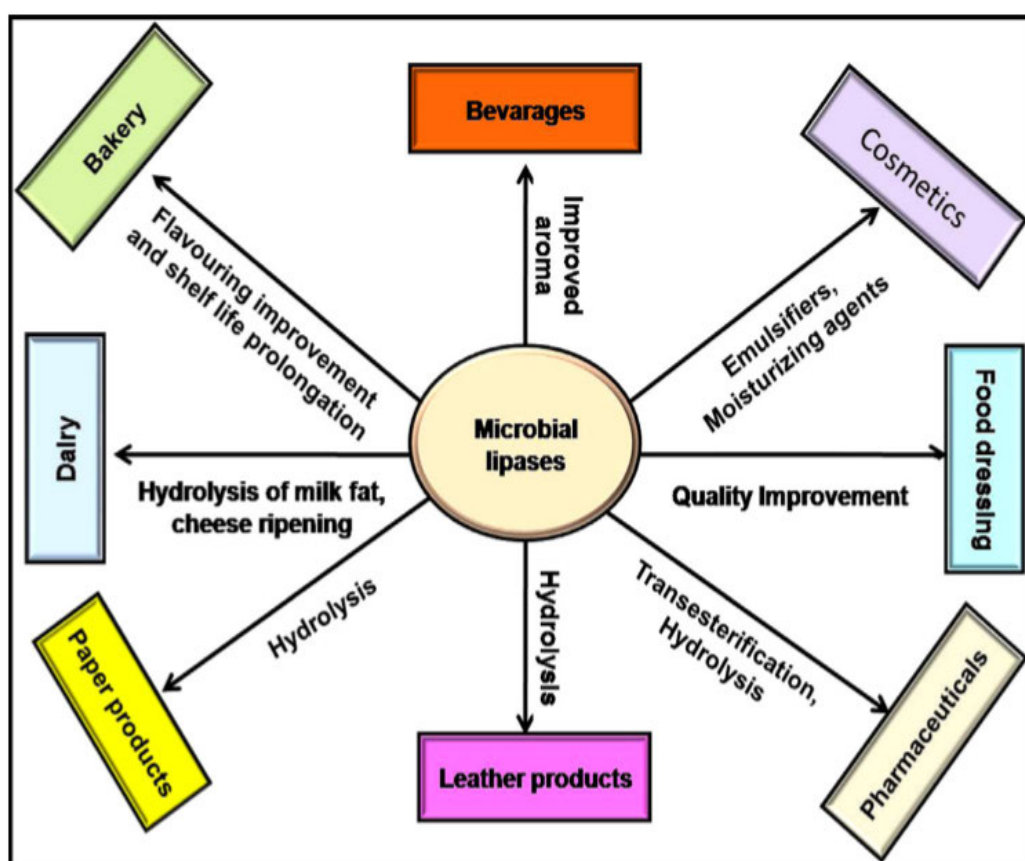 Bakery
Bevarages
Cosmetics
Flavouring improvement
and shelf life prolongation
Improved
aroma
Emulsifiers,
Moisturizing agents
Dairy
Microbial
lipases
Food dressing
Hydrolysis of milk fat,
cheese ripening
Quality Improvement
Paper products
Hydrolysis
Hydrolysis
Transesterification,
Hydrolysis
Leather products
Pharmaceuticals